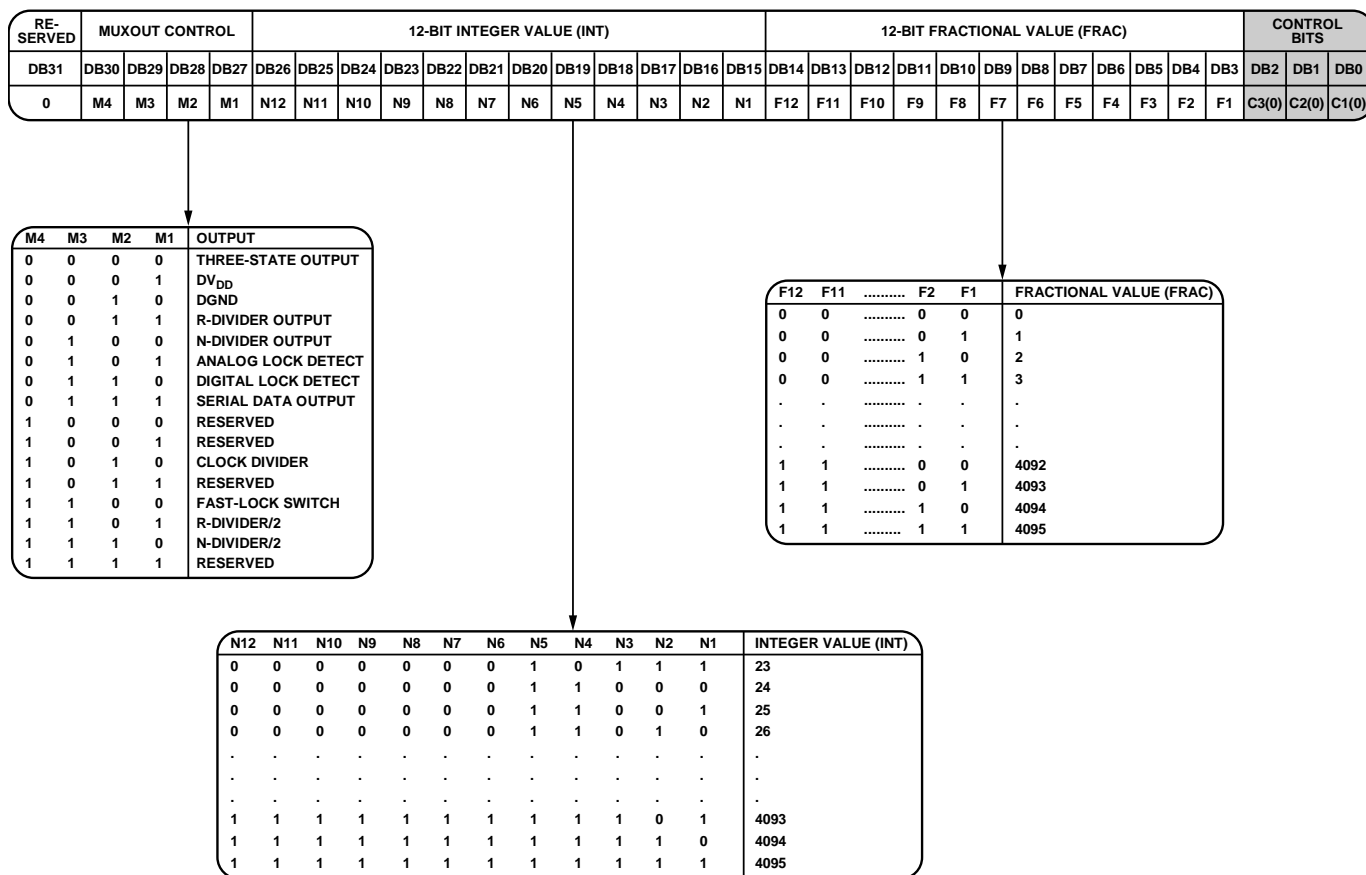 RE-
SERVED MUXOUT CONTROL 12-BIT INTEGER VALUE (INT) 12-BIT FRACTIONAL VALUE (FRAC) CONTROL
BITS
DB31 DB30 DB29 DB28 DB27 DB26 DB25 DB24 DB23 DB22 DB21 DB20 DB19 DB18 DB17 DB16 DB15 DB14 DB13 DB12 DB11 DB10 DB9 DB8 DB7 DB6 DB5 DB4 DB3 DB2 DB1 DB0
0 M4 M3 M2 M1 N12 N11 N10 N9 N8 N7 N6 N5 N4 N3 N2 N1 F12 F11 F10 F9 F8 F7 F6 F5 F4 F3 F2 F1 C3(0) C2(0) C1(0)
M4 M3 M2 M1 OUTPUT
0 0 0 0 THREE-STATE OUTPUT
0 0 0 1 DVDD
0 0 1 0 DGND
0 0 1 1 R-DIVIDER OUTPUT
0 1 0 0 N-DIVIDER OUTPUT
0 1 0 1 ANALOG LOCK DETECT
0 1 1 0 DIGITAL LOCK DETECT
0 1 1 1 SERIAL DATA OUTPUT
1 0 0 0 RESERVED
1 0 0 1 RESERVED
1 0 1 0 CLOCK DIVIDER
1 0 1 1 RESERVED
1 1 0 0 FAST-LOCK SWITCH
1 1 0 1 R-DIVIDER/2
1 1 1 0 N-DIVIDER/2
1 1 1 1 RESERVED
F12 F11 .......... F2 F1 FRACTIONAL VALUE (FRAC)
0 0 .......... 0 0 0
0 0 .......... 0 1 1
0 0 .......... 1 0 2
0 0 .......... 1 1 3
. . .......... . . .
. . .......... . . .
. . .......... . . .
1 1 .......... 0 0 4092
1 1 .......... 0 1 4093
1 1 .......... 1 0 4094
1 1 ......... 1 1 4095
N12 N11 N10 N9 N8 N7 N6 N5 N4 N3 N2 N1 INTEGER VALUE (INT)
0 0 0 0 0 0 0 1 0 1 1 1 23
0 0 0 0 0 0 0 1 1 0 0 0 24
0 0 0 0 0 0 0 1 1 0 0 1 25
0 0 0 0 0 0 0 1 1 0 1 0 26
. . . . . . . . . . . . .
. . . . . . . . . . . . .
. . . . . . . . . . . . .
1 1 1 1 1 1 1 1 1 1 0 1 4093
1 1 1 1 1 1 1 1 1 1 1 0 4094
1 1 1 1 1 1 1 1 1 1 1 1 4095